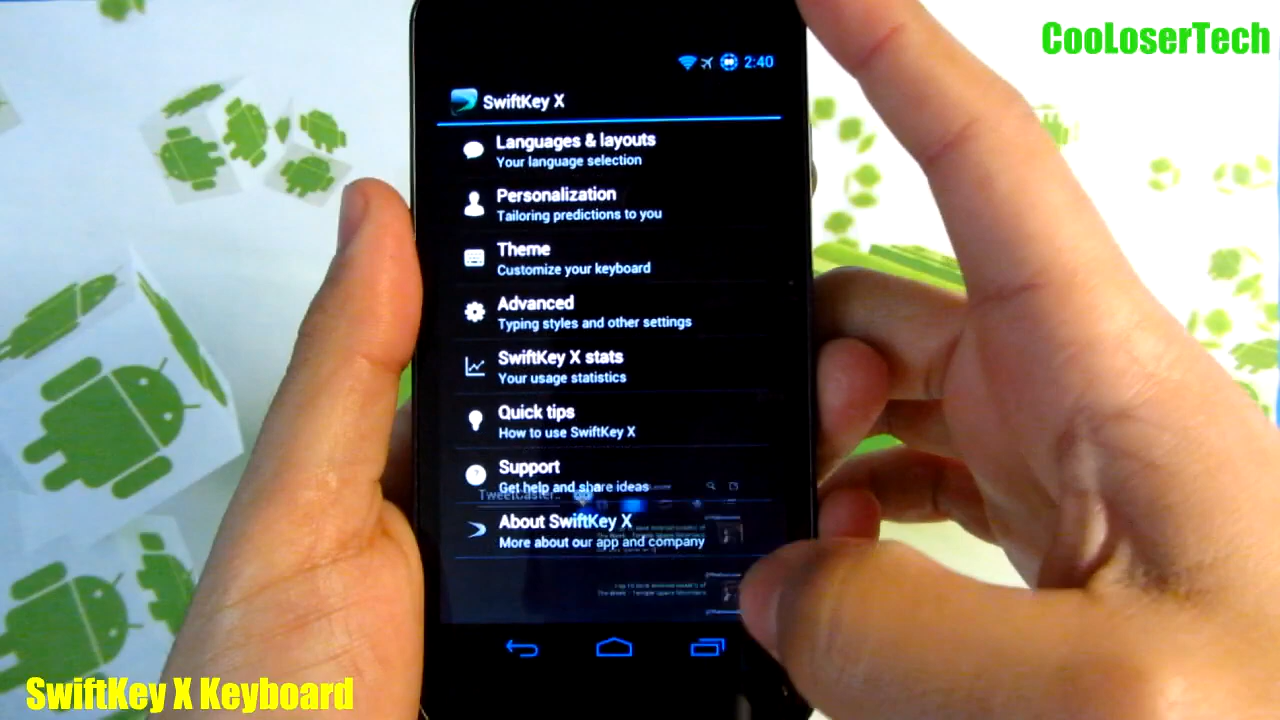 CooLoserTech
2:40
SwiftKey X
Languages & layouts
Your language selection
Personalization
Tailoring predictions to you
Theme
Customize your keyboard
Advanced
Typing styles and other settings
SwiftKey X stats
Your usage statistics
Quick tips
How to use SwiftKey X
Support
Get help and share ideas
TweetCaster..
About SwiftKey X
More about our app and company
SwiftKey X Keyboard